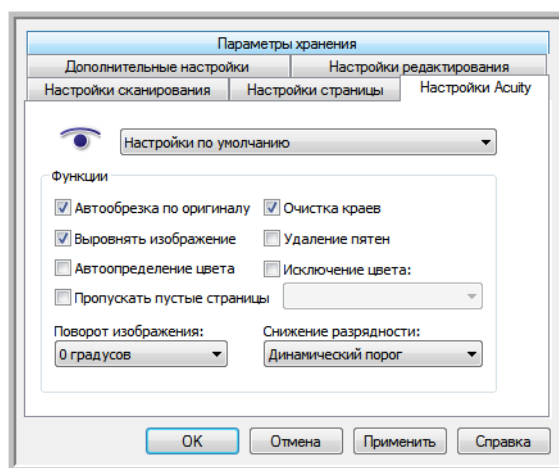 Параметры хранения
Дополнительные настройки Настройки редактирования
Настройки сканирования Настройки страницы Настройки Acuity
Настройки по умолчанию
Функции
Автообрезка по оригиналу Очистка краев
Выровнять изображение Удаление пятен
Автоопределение цвета Исключение цвета:
Пропускать пустые страницы
Поворот изображения: Снижение разрядности:
0 градусов Динамический порог
OK Отмена Применить Справка